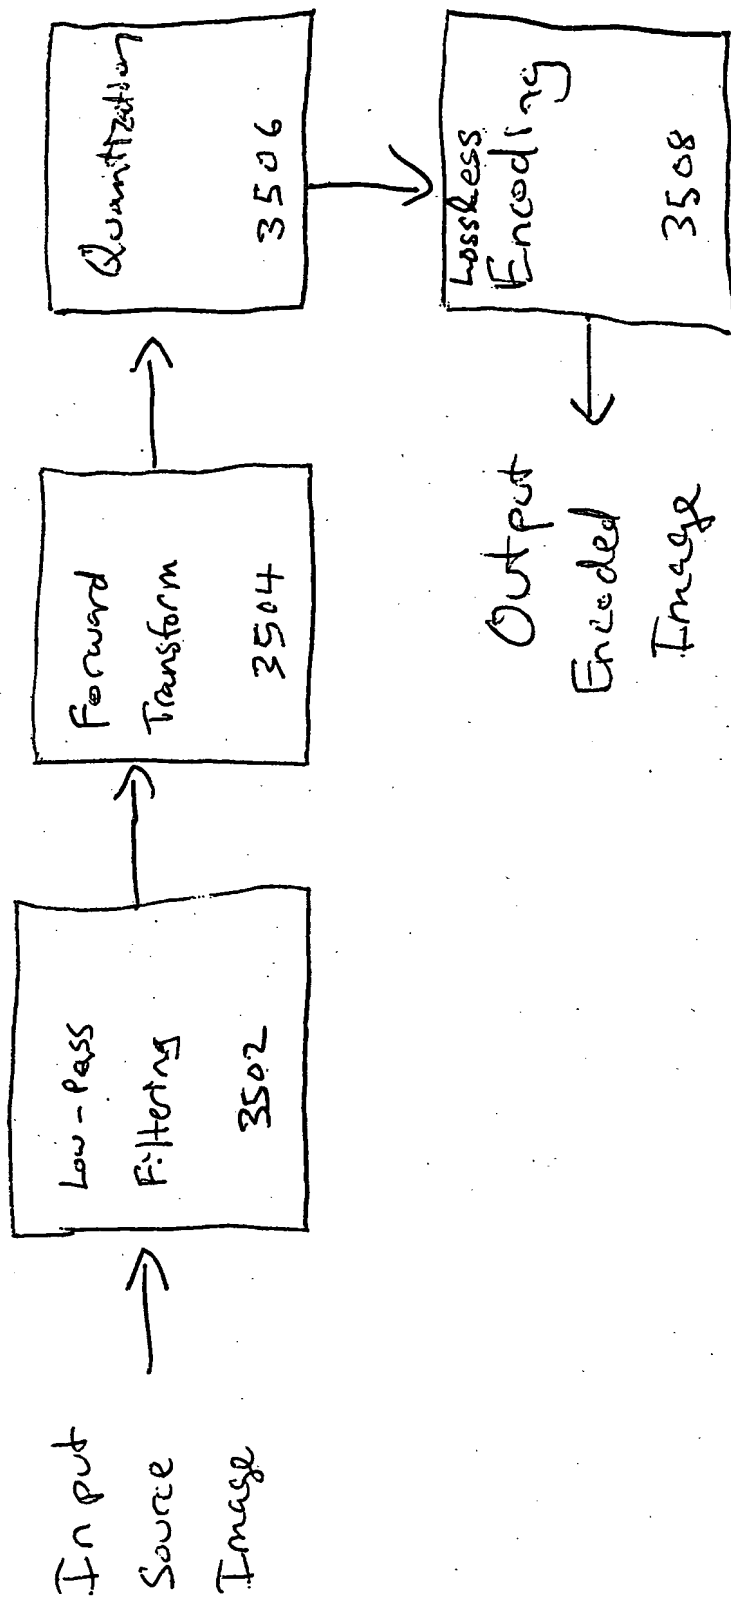 Input
Source
Image
Low-Pass
Filtering
3502
Forward
Transform
3504
Quantization
3506
Lossless
Encoding
3508
Output
Encoded
Image